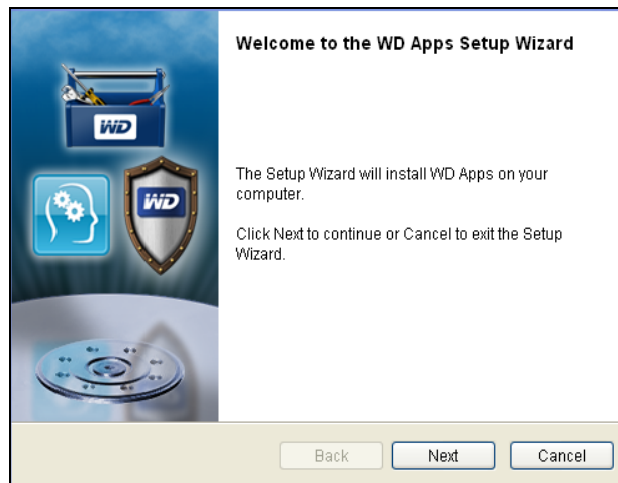 Welcome to the WD Apps Setup Wizard
WD
WD
The Setup Wizard will install WD Apps on your
computer.
Click Next to continue or Cancel to exit the Setup
Wizard.
Back
Next
Cancel